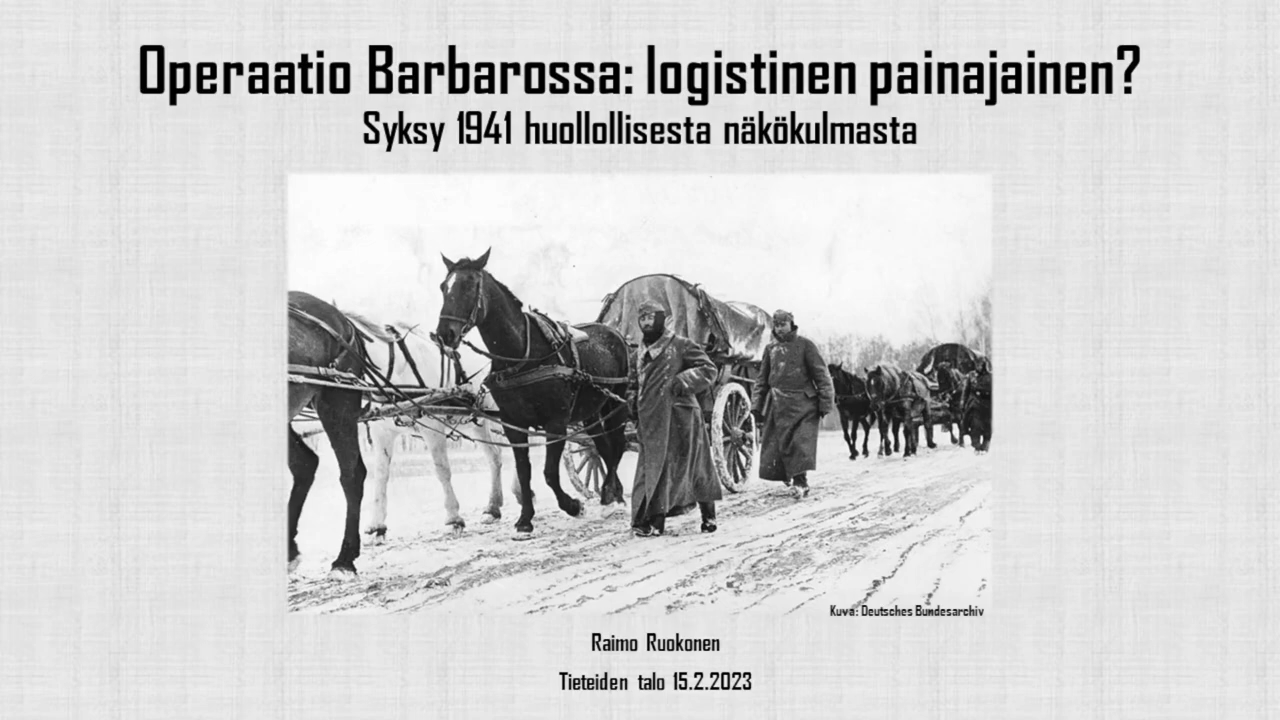 Operaatio Barbarossa: logistinen painajainen?
Syksy 1941 huollollisesta näkökulmasta
Kuva: Deutsches Bundesarchiv
Raimo Ruokonen
Tieteiden talo 15.2.2023